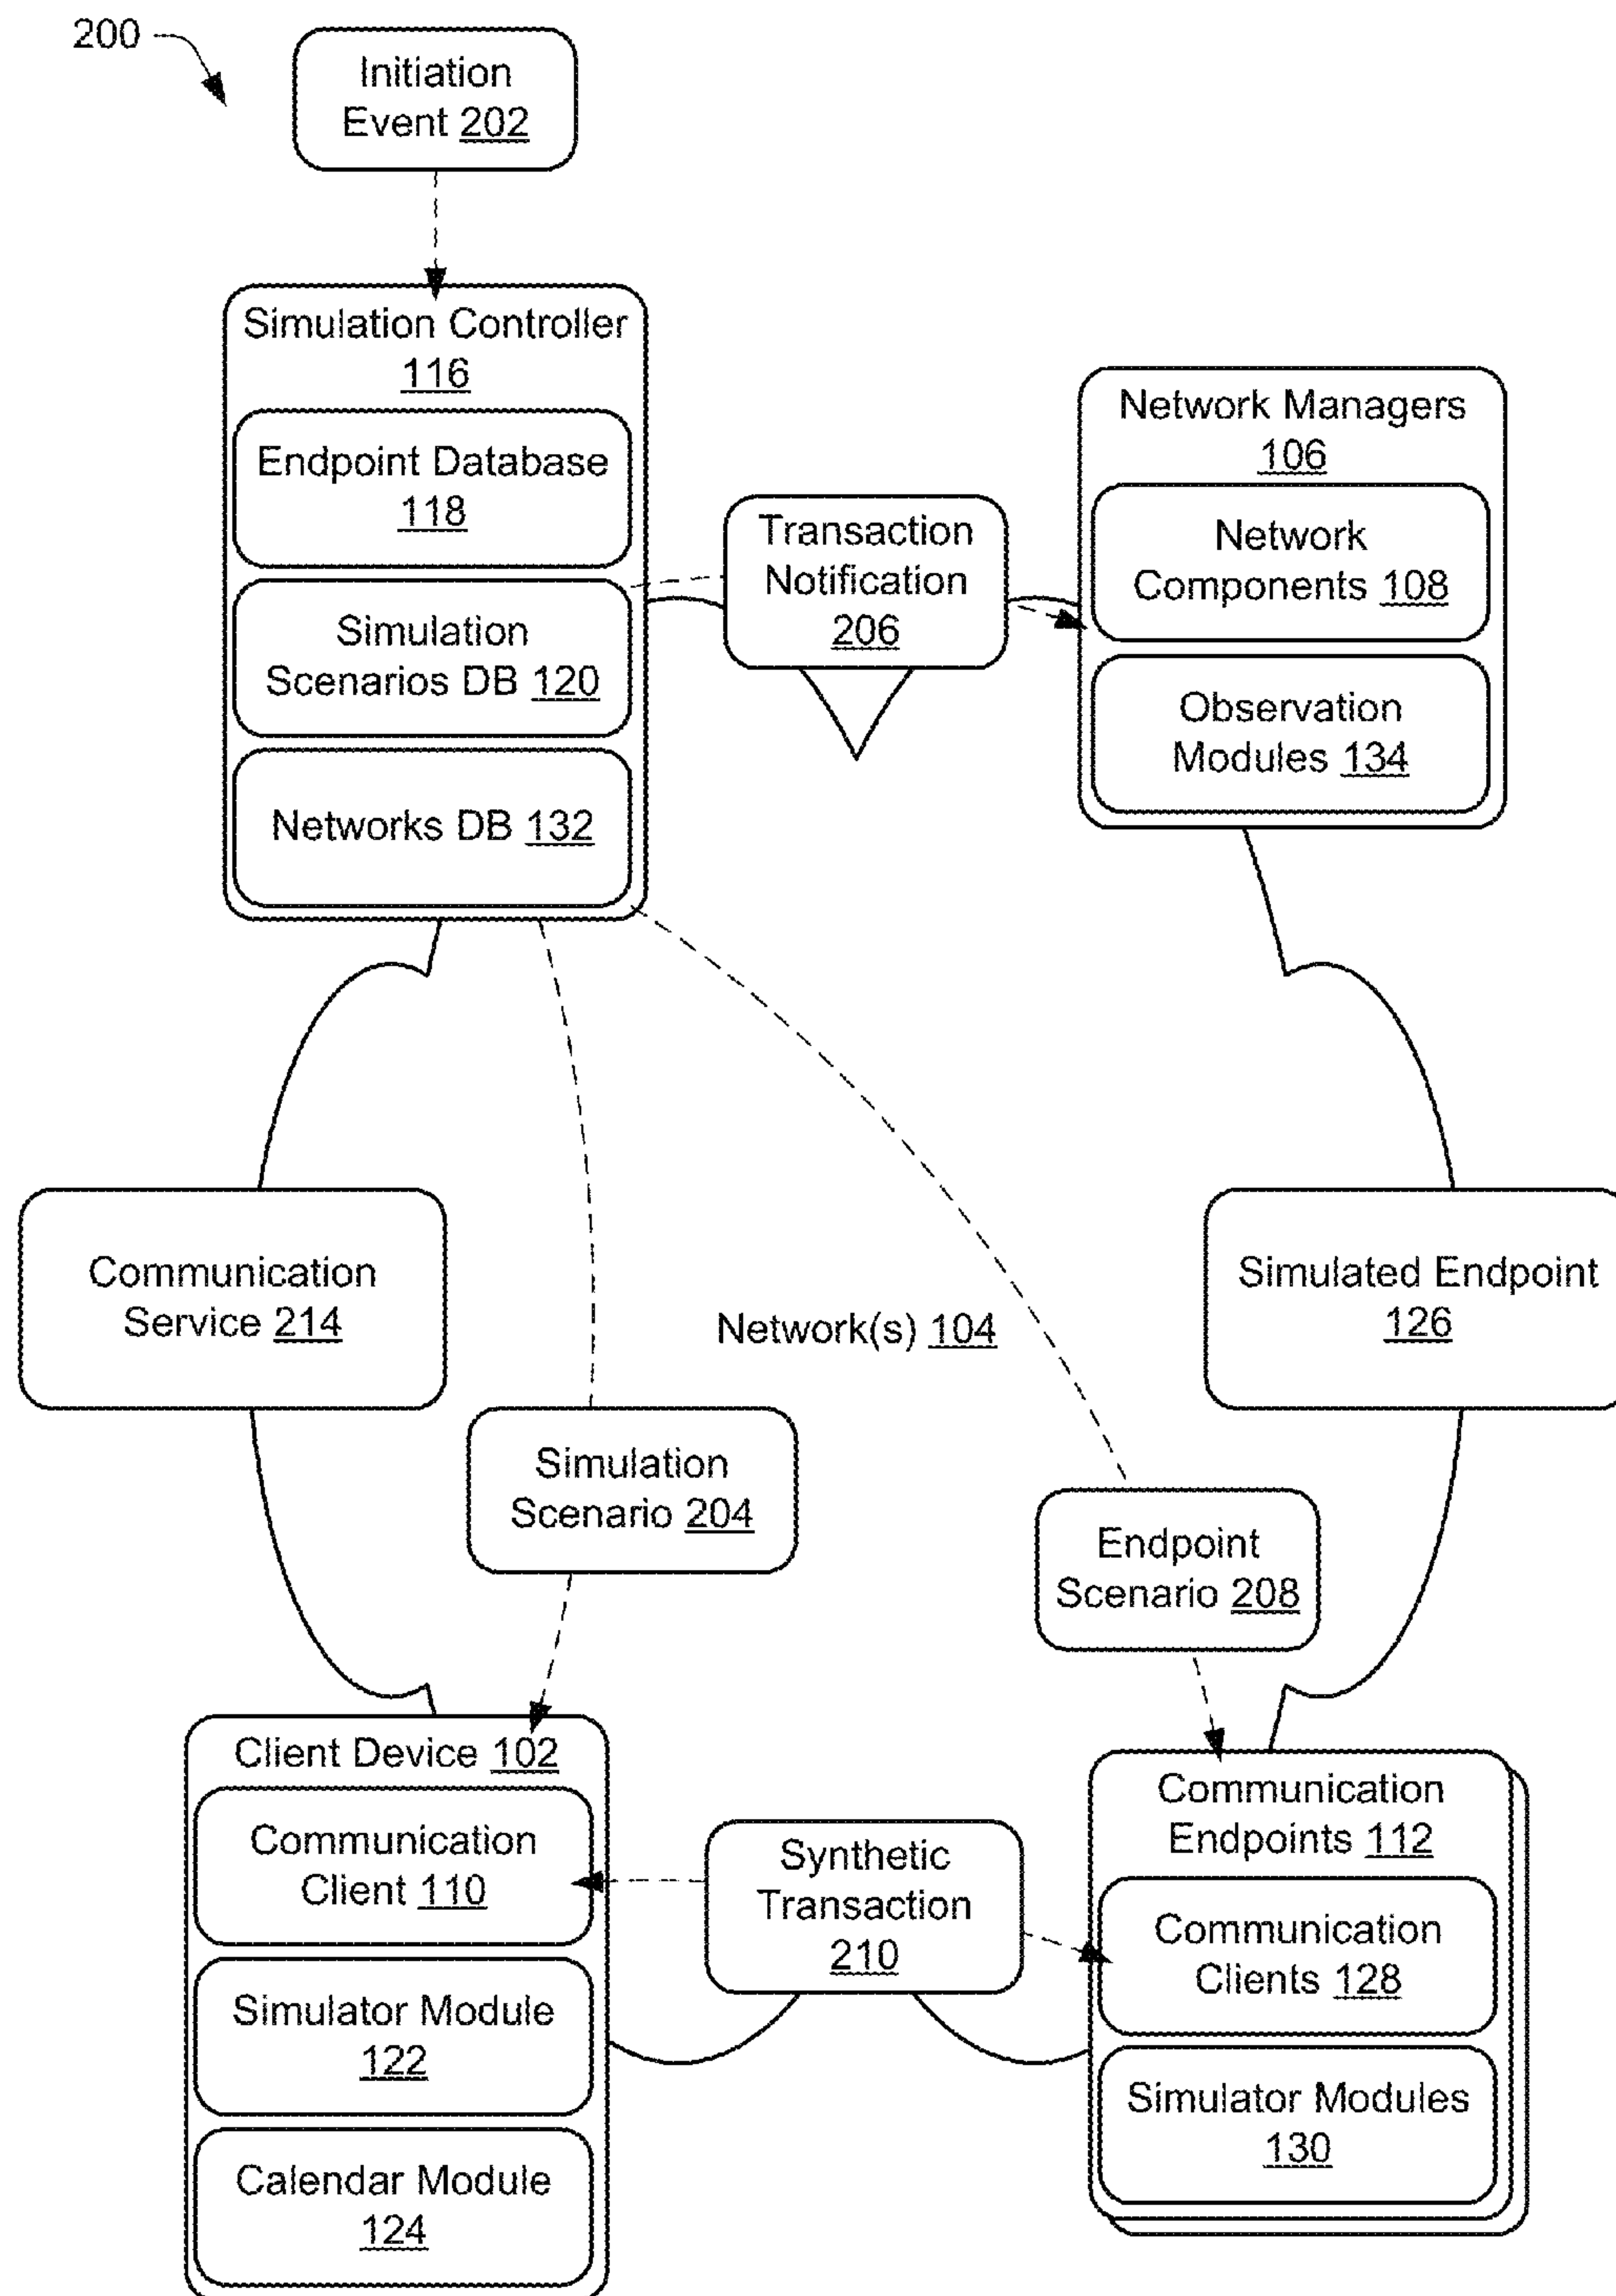 200
Initiation
Event 202
Simulation Controller
116
Endpoint Database
118
Simulation
Scenarios DB 120
Networks DB 132
Transaction
Notification
206
Network Managers
106
Network
Components 108
Observation
Modules 134
Communication
Service 214
Network(s) 104
Simulated Endpoint
126
Simulation
Scenario 204
Endpoint
Scenario 208
Client Device 102
Communication
Client 110
Simulator Module
122
Calendar Module
124
Synthetic
Transaction
210
Communication
Endpoints 112
Communication
Clients 128
Simulator Modules
130